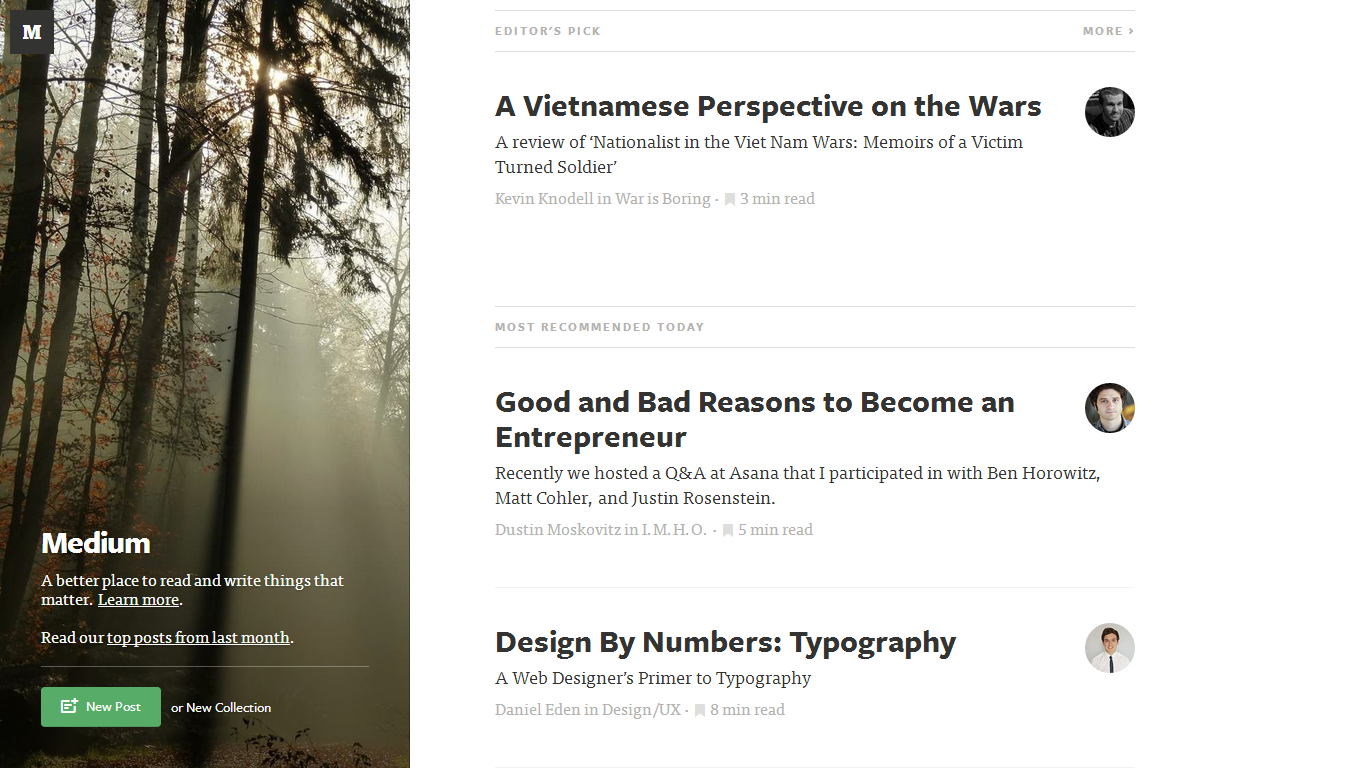 M
Medium
A better place to read and write things that
matter. Learn more.
Read our top posts from last month.
New Post
or New Collection
EDITOR'S PICK
MORE ›
A Vietnamese Perspective on the Wars
A review of ‘Nationalist in the Viet Nam Wars: Memoirs of a Victim
Turned Soldier’
Kevin Knodell in War is Boring · 3 min read
MOST RECOMMENDED TODAY
Good and Bad Reasons to Become an
Entrepreneur
Recently we hosted a Q&A at Asana that I participated in with Ben Horowitz,
Matt Cohler, and Justin Rosenstein.
Dustin Moskovitz in I. M. H. O. · 5 min read
Design By Numbers: Typography
A Web Designer’s Primer to Typography
Daniel Eden in Design/UX · 8 min read